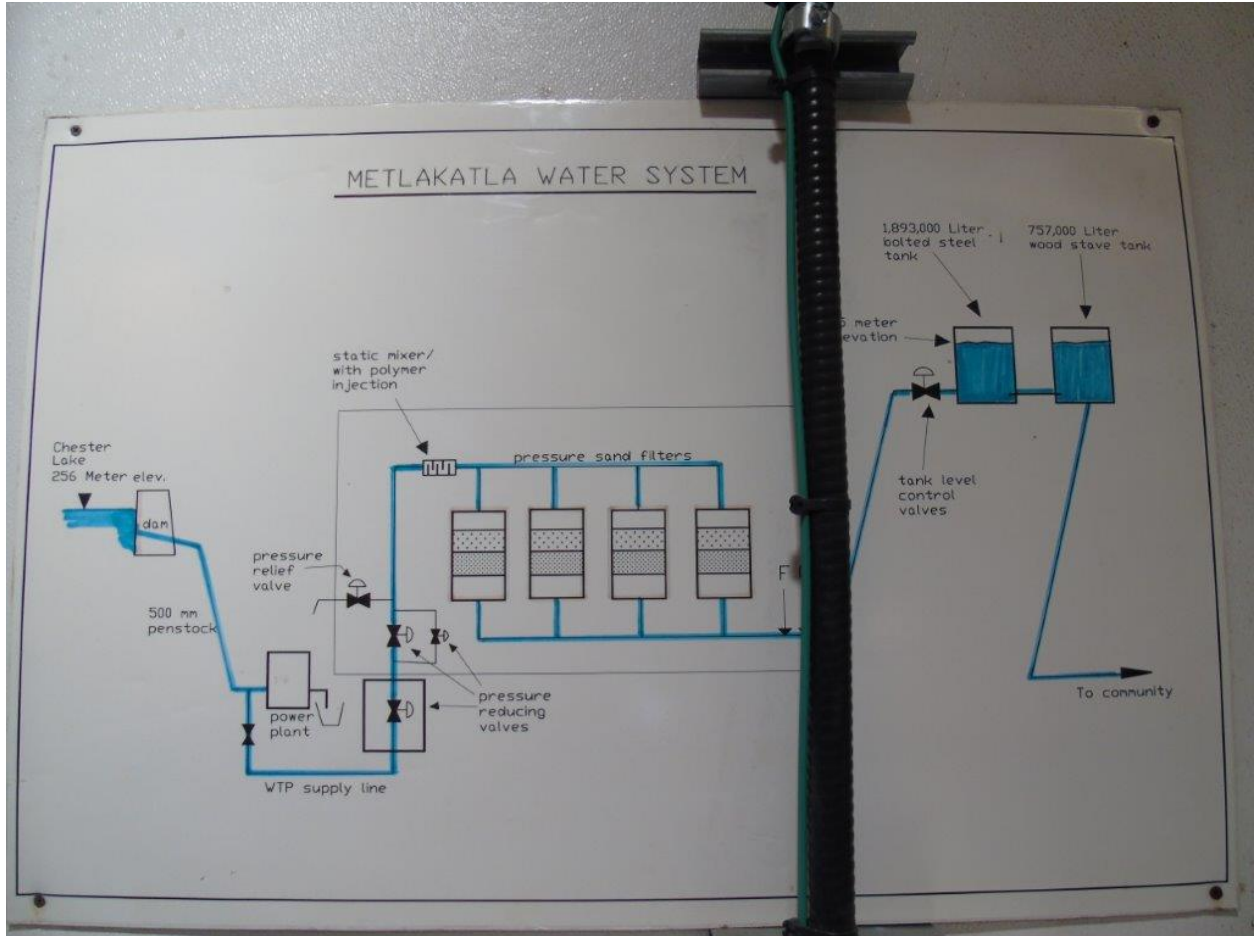 METLAKATLA WATER SYSTEM
1,893,000 Liter
bolted steel
tank
757,000 Liter
wood stave tank
meter
static mixer/
with polymer
injection
Chester
Lake
256 Meter elev.
dam
pressure sand filters
tank level
control
valves
pressure
relief
valve
F
500 mm
penstock
power
plant
pressure
reducing
valves
To community
WTP supply line